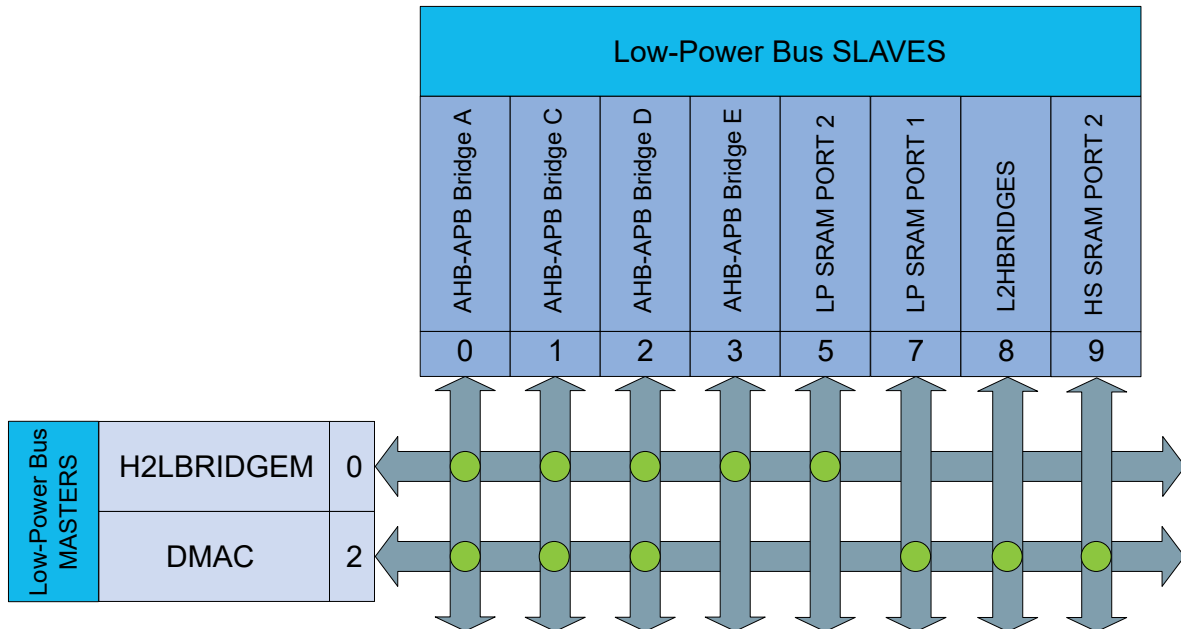 Low-Power Bus SLAVES
AHB-APB Bridge A
AHB-APB Bridge C
AHB-APB Bridge D
AHB-APB Bridge E
LP SRAM PORT 2
LP SRAM PORT 1
L2HBRIDGES
HS SRAM PORT 2
0 1 2 3 5 7 8 9
Low-Power Bus
MASTERS
H2LBRIDGEM 0
DMAC 2